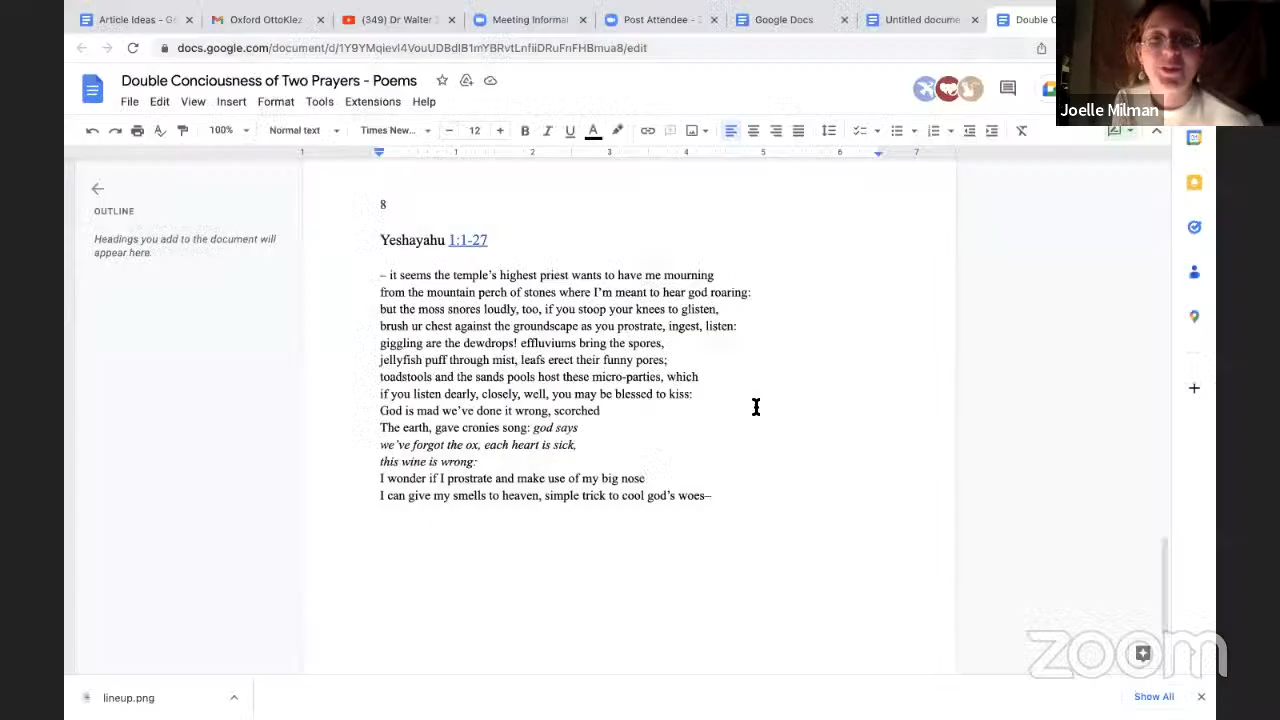 Article Ideas - G
Oxford OttoKlez
(349) Dr Walter
Meeting Informa
Post Attendee -
Google Docs
Untitled docume
Double C
docs.google.com/document/d/
/edit
Double Conciousness of Two Prayers - Poems
File Edit View Insert Format Tools Extensions Help
Joelle Milman
100% Normal text Times New... 12 B I U A
1 1 2 3 4 5 6 7
OUTLINE
Headings you add to the document will
appear here.
8
Yeshayahu 1:1-27
– it seems the temple’s highest priest wants to have me mourning
from the mountain perch of stones where I’m meant to hear god roaring:
but the moss snores loudly, too, if you stoop your knees to glisten,
brush ur chest against the groundscape as you prostrate, ingest, listen:
giggling are the dewdrops! effluviums bring the spores,
jellyfish puff through mist, leafs erect their funny pores;
toadstools and the sands pools host these micro-parties, which
if you listen dearly, closely, well, you may be blessed to kiss:
God is mad we’ve done it wrong, scorched
The earth, gave cronies song: god says
we’ve forgot the ox, each heart is sick,
this wine is wrong:
I wonder if I prostrate and make use of my big nose
I can give my smells to heaven, simple trick to cool god’s woes–
zoom
lineup.png
Show All